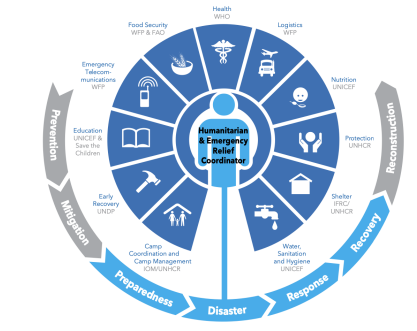 Health
WHO
Food Security
WFP & FAO
Logistics
WFP
Emergency
Telecom-
munications
WFP
Nutrition
UNICEF
Education
UNICEF &
Save the
Children
Humanitarian
& Emergency
Relief
Coordinator
Protection
UNHCR
Early
Recovery
UNDP
Shelter
IFRC/
UNHCR
Camp
Coordination and
Camp Management
IOM/UNHCR
Water,
Sanitation
and Hygiene
UNICEF
Prevention
Mitigation
Preparedness
Disaster
Response
Recovery
Reconstruction